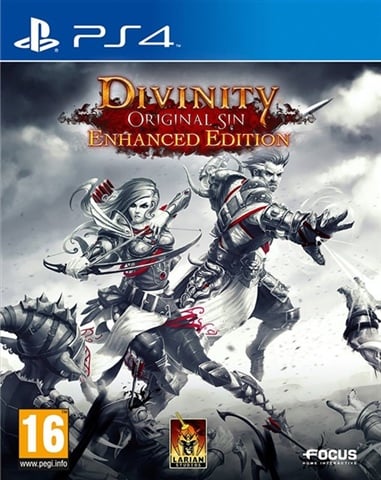 PS4
DIVINITY
ORIGINAL SIN
ENHANCED EDITION
16
www.pegi.info
LARIAN
STUDIOS
FOCUS
HOME INTERACTIVE